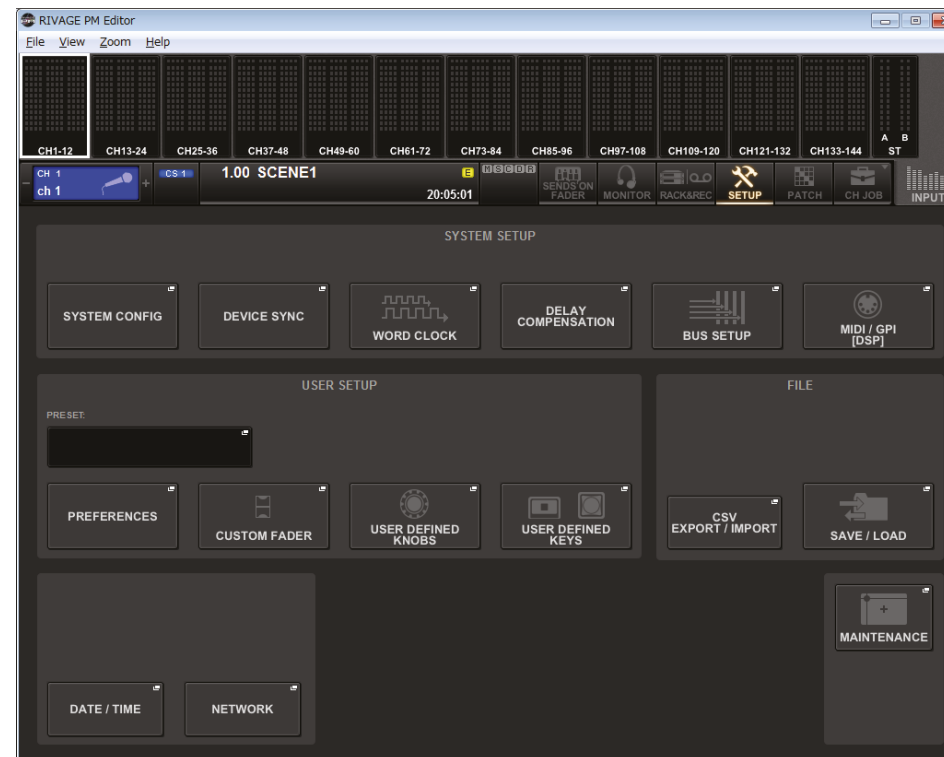 RIVAGE PM Editor
File View Zoom Help
A B
CH1-12 CH13-24 CH25-36 CH37-48 CH49-60 CH61-72 CH73-84 CH85-96 CH97-108 CH109-120 CH121-132 CH133-144 ST
CH 1 CS 1 1.00 SCENE1 E M S C D R
ch 1 20:05:01 SENDS ON FADER MONITOR RACK&REC SETUP PATCH CH JOB INPUT
SYSTEM SETUP
SYSTEM CONFIG
DEVICE SYNC
WORD CLOCK
DELAY
COMPENSATION
BUS SETUP
MIDI / GPI
[DSP]
USER SETUP
PRESET:
PREFERENCES
CUSTOM FADER
USER DEFINED
KNOBS
USER DEFINED
KEYS
FILE
CSV
EXPORT / IMPORT
SAVE / LOAD
DATE / TIME
NETWORK
MAINTENANCE